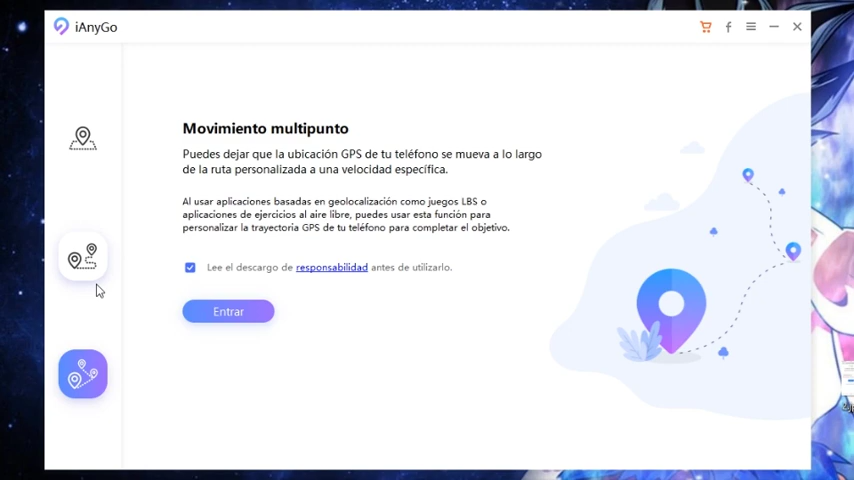 iAnyGo
Movimiento multipunto
Puedes dejar que la ubicación GPS de tu teléfono se mueva a lo largo
de la ruta personalizada a una velocidad específica.
Al usar aplicaciones basadas en geolocalización como juegos LBS o
aplicaciones de ejercicios al aire libre, puedes usar esta función para
personalizar la trayectoria GPS de tu teléfono para completar el objetivo.
Lee el descargo de responsabilidad antes de utilizarlo.
Entrar